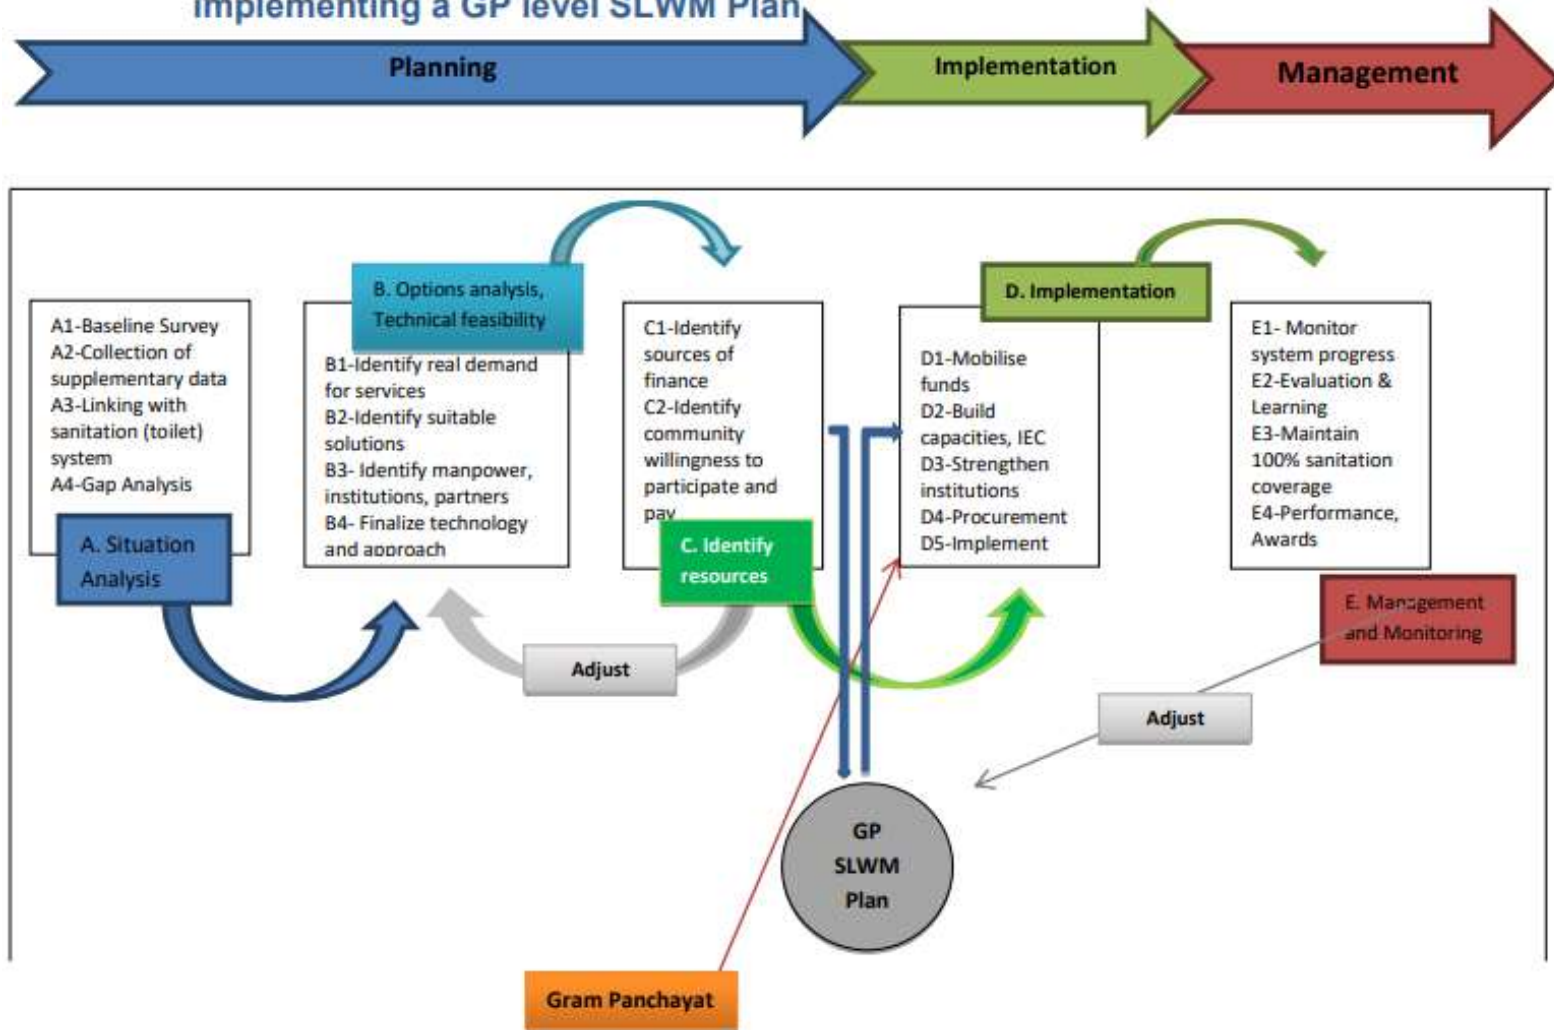 Implementing a GP level SLWM Plan
Planning
Implementation
Management
A1-Baseline Survey
A2-Collection of
supplementary data
A3-Linking with
sanitation (toilet)
system
A4-Gap Analysis
A. Situation
Analysis
B. Options analysis,
Technical feasibility
B1-Identify real demand
for services
B2-Identify suitable
solutions
B3- Identify manpower,
institutions, partners
B4- Finalize technology
and approach
C1-Identify
sources of
finance
C2-Identify
community
willingness to
participate and
pay
C. Identify
resources
D. Implementation
D1-Mobilise
funds
D2-Build
capacities, IEC
D3-Strengthen
institutions
D4-Procurement
D5-Implement
E1- Monitor
system progress
E2-Evaluation &
Learning
E3-Maintain
100% sanitation
coverage
E4-Performance,
Awards
E. Management
and Monitoring
Adjust
Adjust
GP
SLWM
Plan
Gram Panchayat